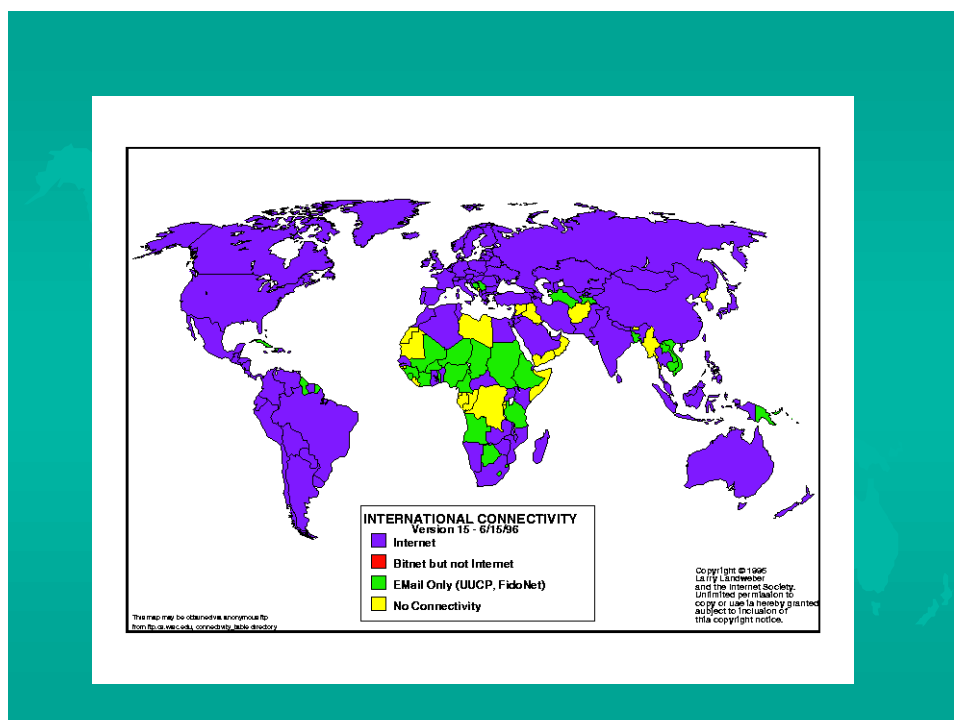 INTERNATIONAL CONNECTIVITY
Version 15 - 6/15/96
Internet
Bitnet but not Internet
EMail Only (UUCP, FidoNet)
No Connectivity
Copyright © 1995
Larry Landweber
and the Internet Society.
Unlimited permission to
copy or use is hereby granted
subject to inclusion of
this copyright notice.
This map may be obtained via anonymous ftp
from ftp.cs.wisc.edu, connectivity_table directory